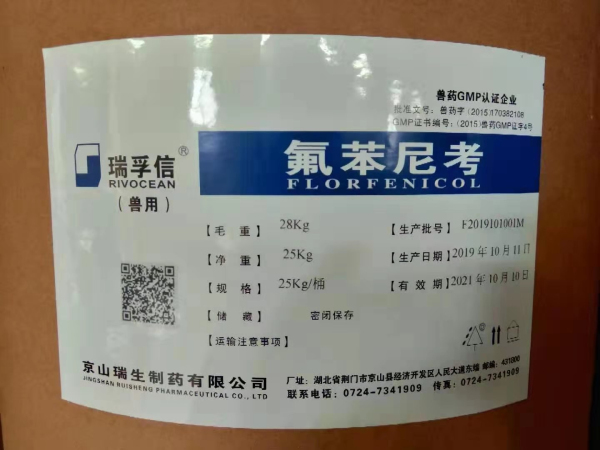 兽药GMP认证企业
批准文号：兽药字(2015)170382108
GMP证书编号：(2015)兽药GMP证字4号
瑞孚信®
RIVOCEAN
（兽用）
氟苯尼考
FLORFENICOL
【毛 重】 28Kg
【生产批号】 F2019101001M
【净 重】 25Kg
【生产日期】 2019年10月11日
【规 格】 25Kg/桶
【有 效 期】 2021年10月10日
【储 藏】 密闭保存
【运输注意事项】
京山瑞生制药有限公司
JINGSHAN RUISHENG PHARMACEUTICAL CO., LTD
厂址：湖北省荆门市京山县经济开发区人民大道东端 邮编：431800
联系电话：0724-7341909 传真：0724-7341909